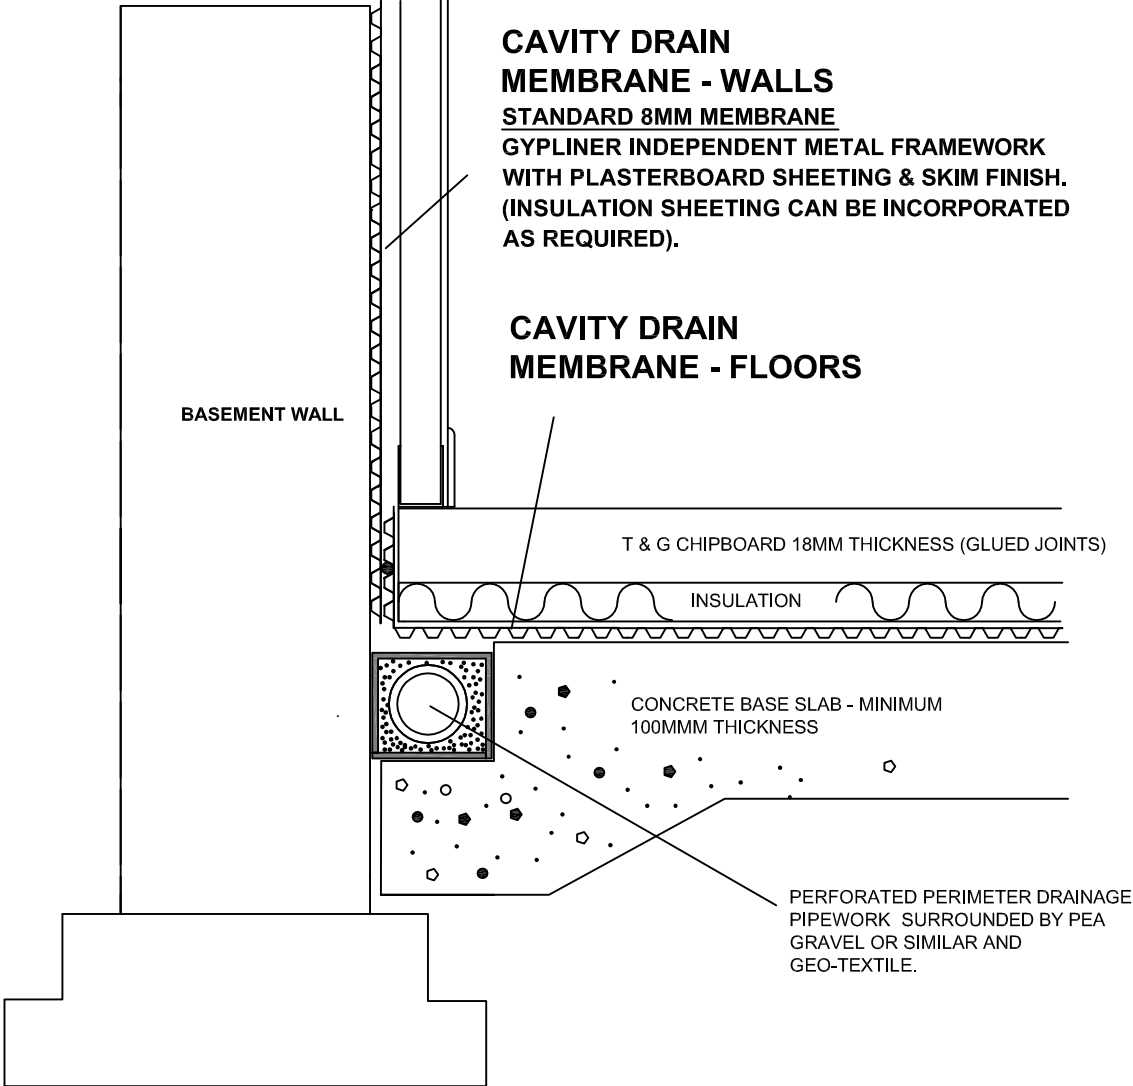 CAVITY DRAIN
MEMBRANE - WALLS
STANDARD 8MM MEMBRANE
GYPLINER INDEPENDENT METAL FRAMEWORK
WITH PLASTERBOARD SHEETING & SKIM FINISH.
(INSULATION SHEETING CAN BE INCORPORATED
AS REQUIRED).
CAVITY DRAIN
MEMBRANE - FLOORS
BASEMENT WALL
T & G CHIPBOARD 18MM THICKNESS (GLUED JOINTS)
INSULATION
CONCRETE BASE SLAB - MINIMUM
100MMM THICKNESS
PERFORATED PERIMETER DRAINAGE
PIPEWORK SURROUNDED BY PEA
GRAVEL OR SIMILAR AND
GEO-TEXTILE.